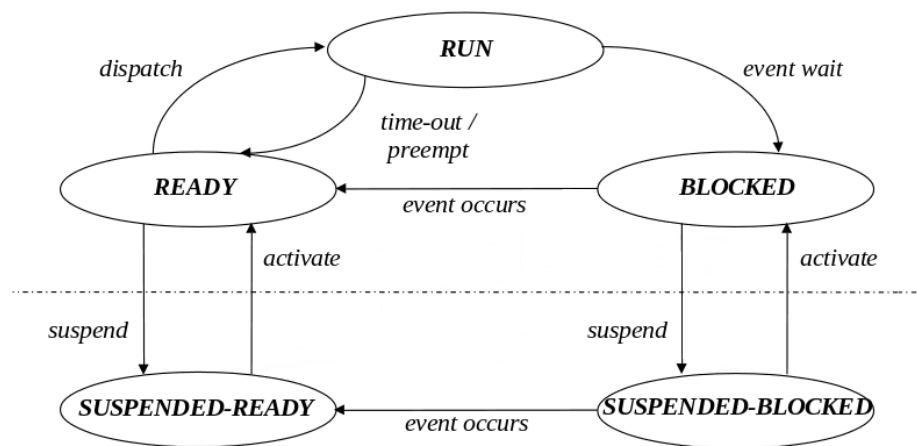 RUN
dispatch
event wait
time-out /
preempt
READY
BLOCKED
event occurs
activate
activate
suspend
suspend
SUSPENDED-READY
SUSPENDED-BLOCKED
event occurs